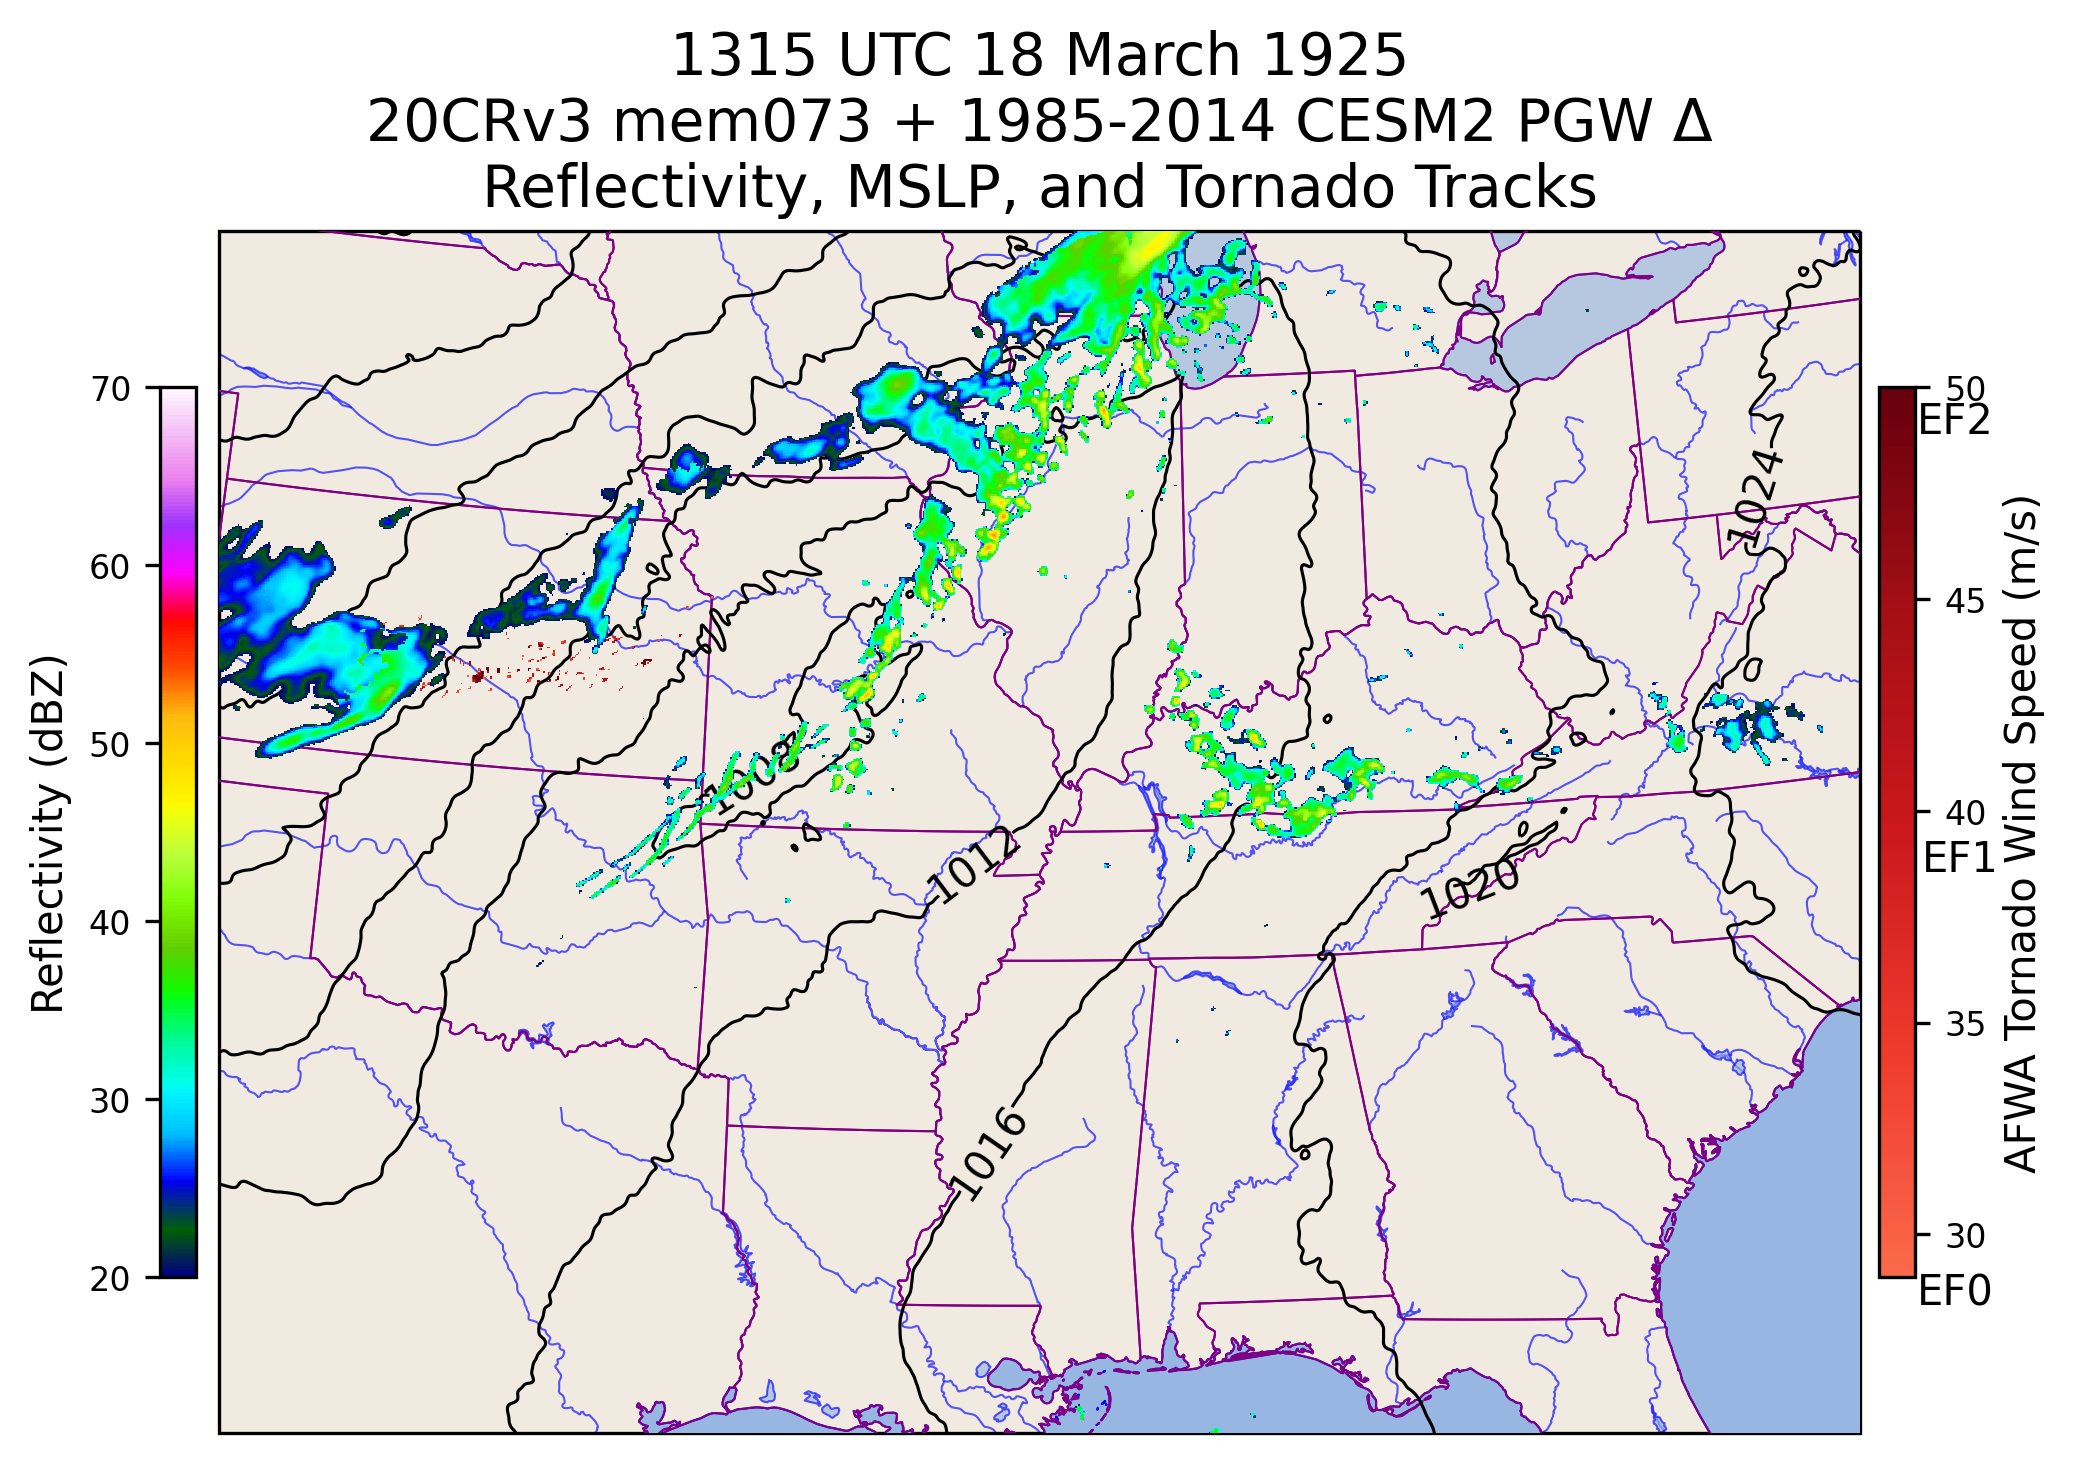 1315 UTC 18 March 1925
20CRv3 mem073 + 1985-2014 CESM2 PGW Δ
Reflectivity, MSLP, and Tornado Tracks
Reflectivity (dBZ)
70
60
50
40
30
20
1008
1012
1016
1020
1024
50
EF2
45
40
EF1
35
30
EF0
AFWA Tornado Wind Speed (m/s)